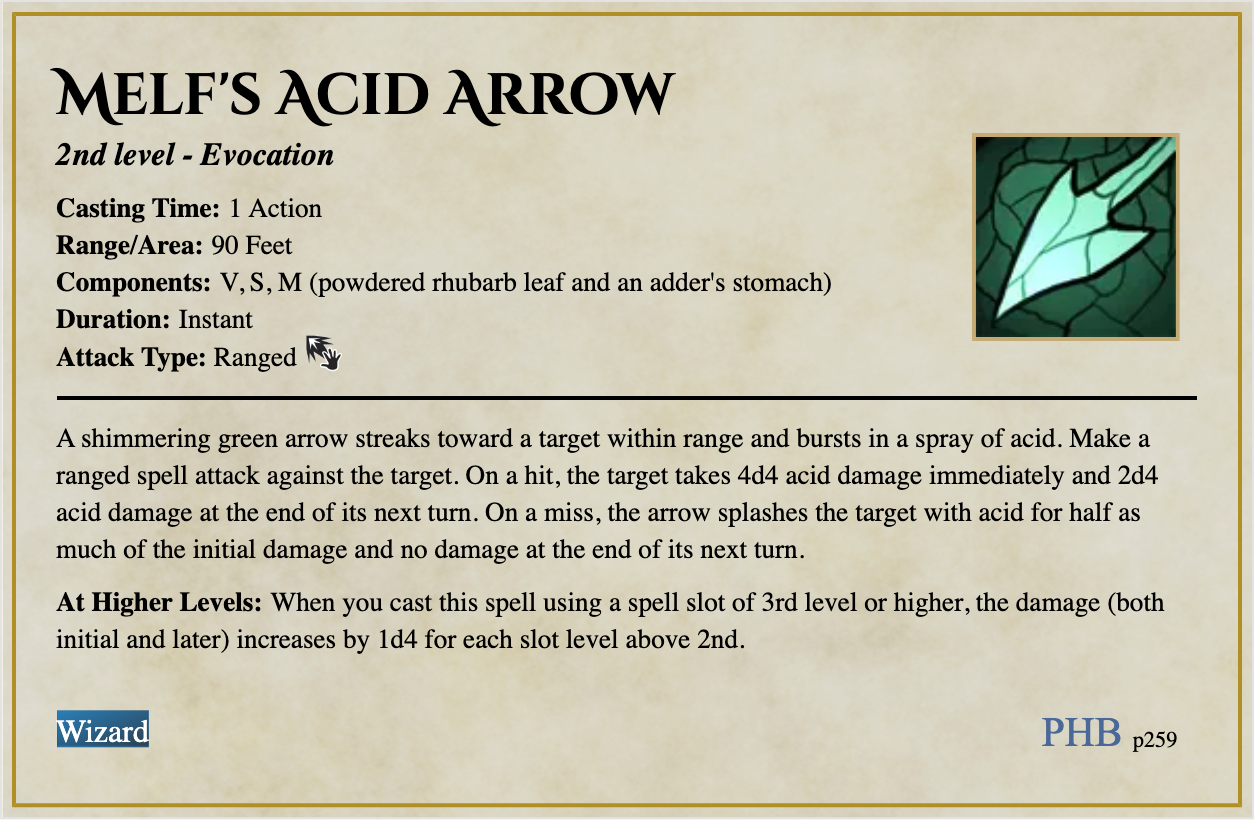 Melf's Acid Arrow
2nd level - Evocation
Casting Time: 1 Action
Range/Area: 90 Feet
Components: V, S, M (powdered rhubarb leaf and an adder's stomach)
Duration: Instant
Attack Type: Ranged
A shimmering green arrow streaks toward a target within range and bursts in a spray of acid. Make a
ranged spell attack against the target. On a hit, the target takes 4d4 acid damage immediately and 2d4
acid damage at the end of its next turn. On a miss, the arrow splashes the target with acid for half as
much of the initial damage and no damage at the end of its next turn.
At Higher Levels: When you cast this spell using a spell slot of 3rd level or higher, the damage (both
initial and later) increases by 1d4 for each slot level above 2nd.
Wizard
PHB p259